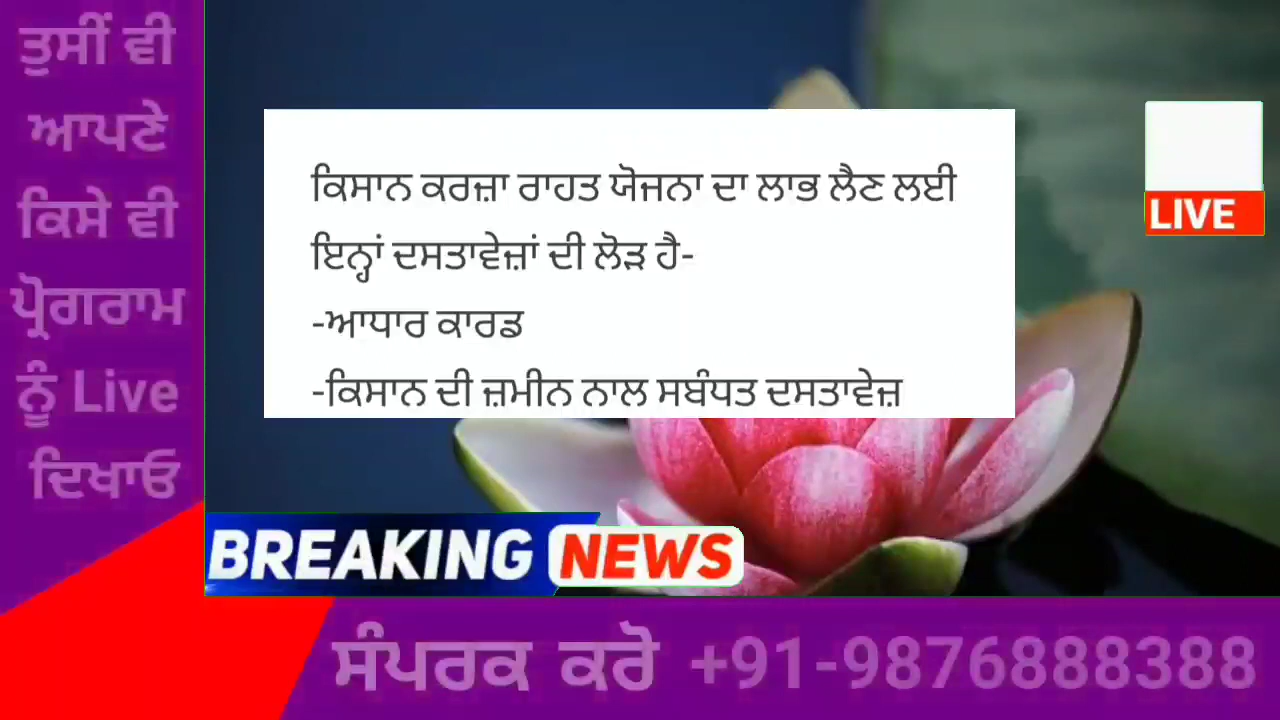 ਤੁਸੀਂ ਵੀ
ਆਪਣੇ
ਕਿਸੇ ਵੀ
ਪ੍ਰੋਗਰਾਮ
ਨੂੰ Live
ਦਿਖਾਓ
ਕਿਸਾਨ ਕਰਜ਼ਾ ਰਾਹਤ ਯੋਜਨਾ ਦਾ ਲਾਭ ਲੈਣ ਲਈ
ਇਨ੍ਹਾਂ ਦਸਤਾਵੇਜ਼ਾਂ ਦੀ ਲੋੜ ਹੈ-
-ਆਧਾਰ ਕਾਰਡ
-ਕਿਸਾਨ ਦੀ ਜ਼ਮੀਨ ਨਾਲ ਸਬੰਧਤ ਦਸਤਾਵੇਜ਼
LIVE
BREAKING NEWS
ਸੰਪਰਕ ਕਰੋ +91-9876888388